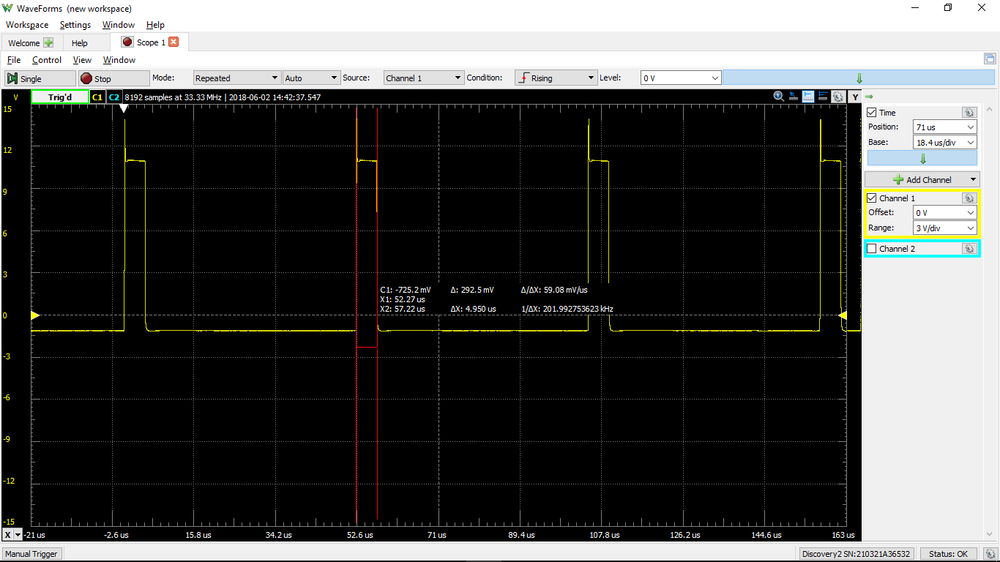 WaveForms (new workspace)
Workspace Settings Window Help
Welcome Help Scope 1
File Control View Window
Single Stop Mode: Repeated Auto Source: Channel 1 Condition: Rising Level: 0 V
V Trig'd C1 C2 8192 samples at 33.33 MHz | 2018-06-02 14:42:37.547 Y
15
12
9
6
3
0
-3
-6
-9
-12
-15
C1: -725.2 mV Δ: 292.5 mV Δ/ΔX: 59.08 mV/us
X1: 52.27 us
X2: 57.22 us ΔX: 4.950 us 1/ΔX: 201.992753623 kHz
X -21 us -2.6 us 15.8 us 34.2 us 52.6 us 71 us 89.4 us 107.8 us 126.2 us 144.6 us 163 us
Time
Position: 71 us
Base: 18.4 us/div
Add Channel
Channel 1
Offset: 0 V
Range: 3 V/div
Channel 2
Manual Trigger Discovery2 SN:210321A36532 Status: OK